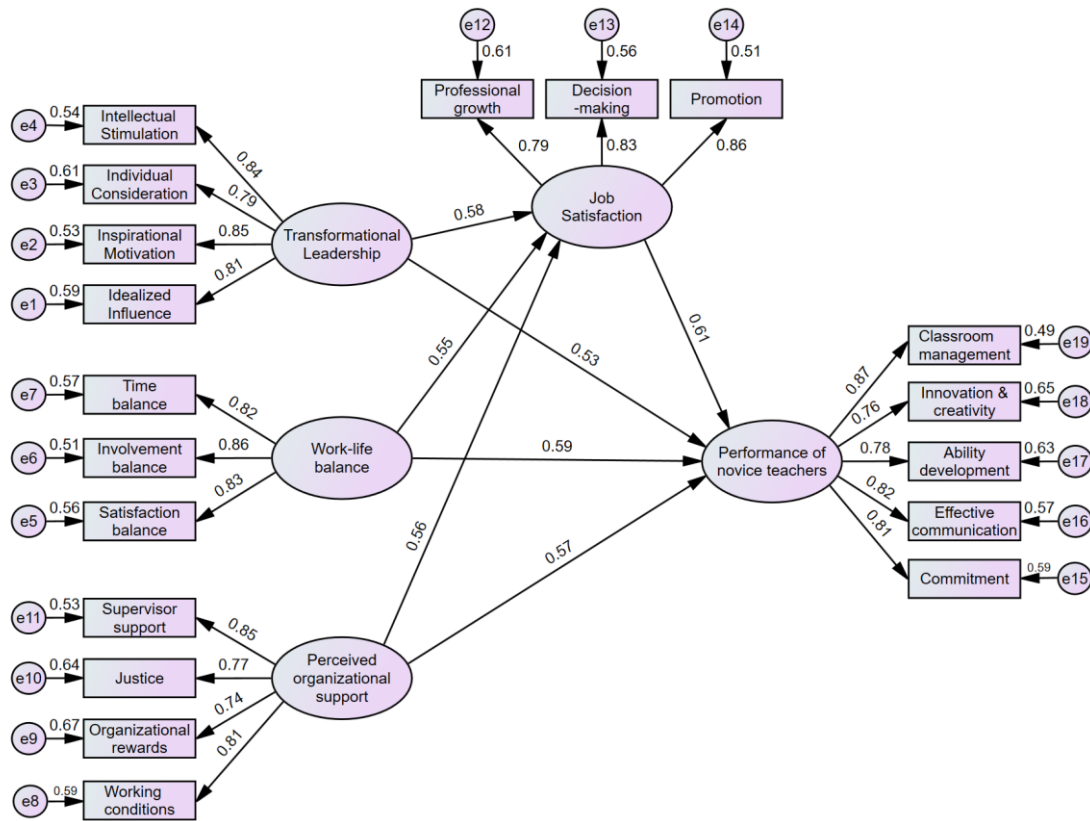 e12
e13
e14
0.61
0.56
0.51
Professional
growth
Decision
-making
Promotion
0.79
0.83
0.86
Job
Satisfaction
e4
0.54
Intellectual
Stimulation
0.84
e3
0.61
Individual
Consideration
0.79
e2
0.53
Inspirational
Motivation
0.85
e1
0.59
Idealized
Influence
0.81
Transformational
Leadership
0.58
0.53
0.61
e7
0.57
Time
balance
0.82
e6
0.51
Involvement
balance
0.86
e5
0.56
Satisfaction
balance
0.83
Work-life
balance
0.55
0.59
e11
0.53
Supervisor
support
0.85
e10
0.64
Justice
0.77
e9
0.67
Organizational
rewards
0.74
e8
0.59
Working
conditions
0.81
Perceived
organizational
support
0.56
0.57
Performance of
novice teachers
0.87
Classroom
management
0.49
e19
0.76
Innovation &
creativity
0.65
e18
0.78
Ability
development
0.63
e17
0.82
Effective
communication
0.57
e16
0.81
Commitment
0.59
e15